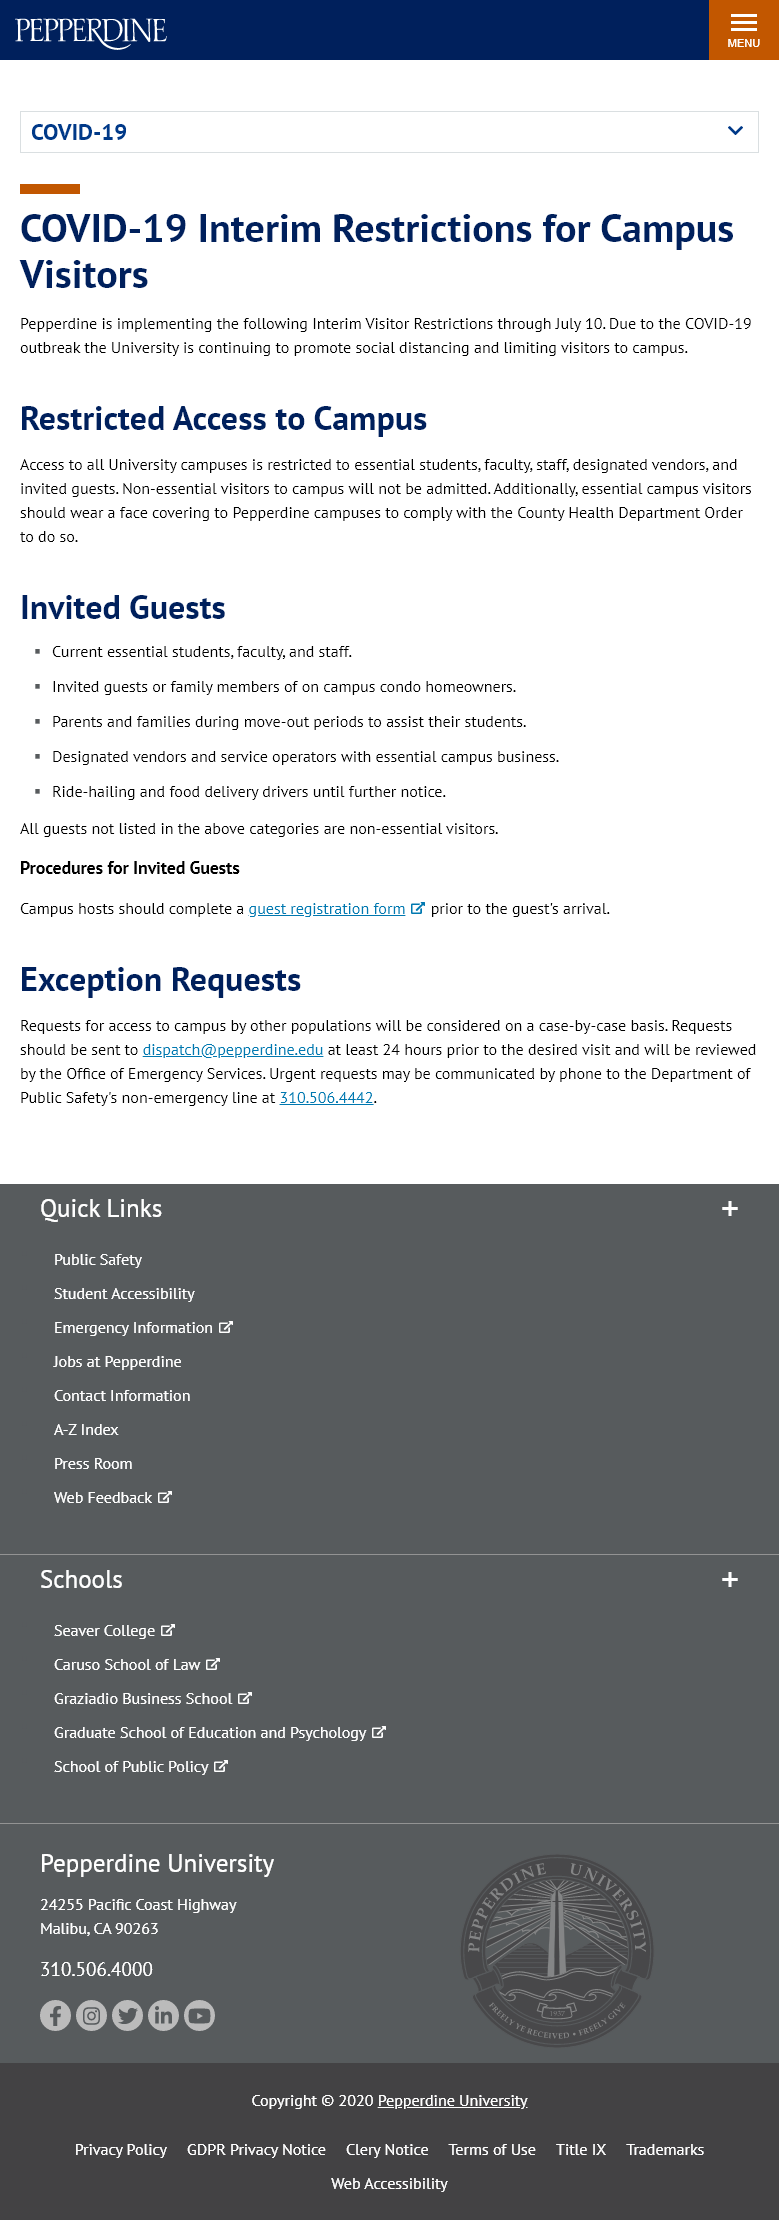 PEPPERDINE
MENU
COVID-19
COVID-19 Interim Restrictions for Campus
Visitors
Pepperdine is implementing the following Interim Visitor Restrictions through July 10. Due to the COVID-19
outbreak the University is continuing to promote social distancing and limiting visitors to campus.
Restricted Access to Campus
Access to all University campuses is restricted to essential students, faculty, staff, designated vendors, and
invited guests. Non-essential visitors to campus will not be admitted. Additionally, essential campus visitors
should wear a face covering to Pepperdine campuses to comply with the County Health Department Order
to do so.
Invited Guests
▪ Current essential students, faculty, and staff.
▪ Invited guests or family members of on campus condo homeowners.
▪ Parents and families during move-out periods to assist their students.
▪ Designated vendors and service operators with essential campus business.
▪ Ride-hailing and food delivery drivers until further notice.
All guests not listed in the above categories are non-essential visitors.
Procedures for Invited Guests
Campus hosts should complete a guest registration form prior to the guest's arrival.
Exception Requests
Requests for access to campus by other populations will be considered on a case-by-case basis. Requests
should be sent to dispatch@pepperdine.edu at least 24 hours prior to the desired visit and will be reviewed
by the Office of Emergency Services. Urgent requests may be communicated by phone to the Department of
Public Safety's non-emergency line at 310.506.4442.
Quick Links +
Public Safety
Student Accessibility
Emergency Information
Jobs at Pepperdine
Contact Information
A-Z Index
Press Room
Web Feedback
Schools +
Seaver College
Caruso School of Law
Graziadio Business School
Graduate School of Education and Psychology
School of Public Policy
Pepperdine University
24255 Pacific Coast Highway
Malibu, CA 90263
310.506.4000
PEPPERDINE UNIVERSITY
1937
FREELY YE RECEIVED • FREELY GIVE
Copyright © 2020 Pepperdine University
Privacy Policy GDPR Privacy Notice Clery Notice Terms of Use Title IX Trademarks
Web Accessibility